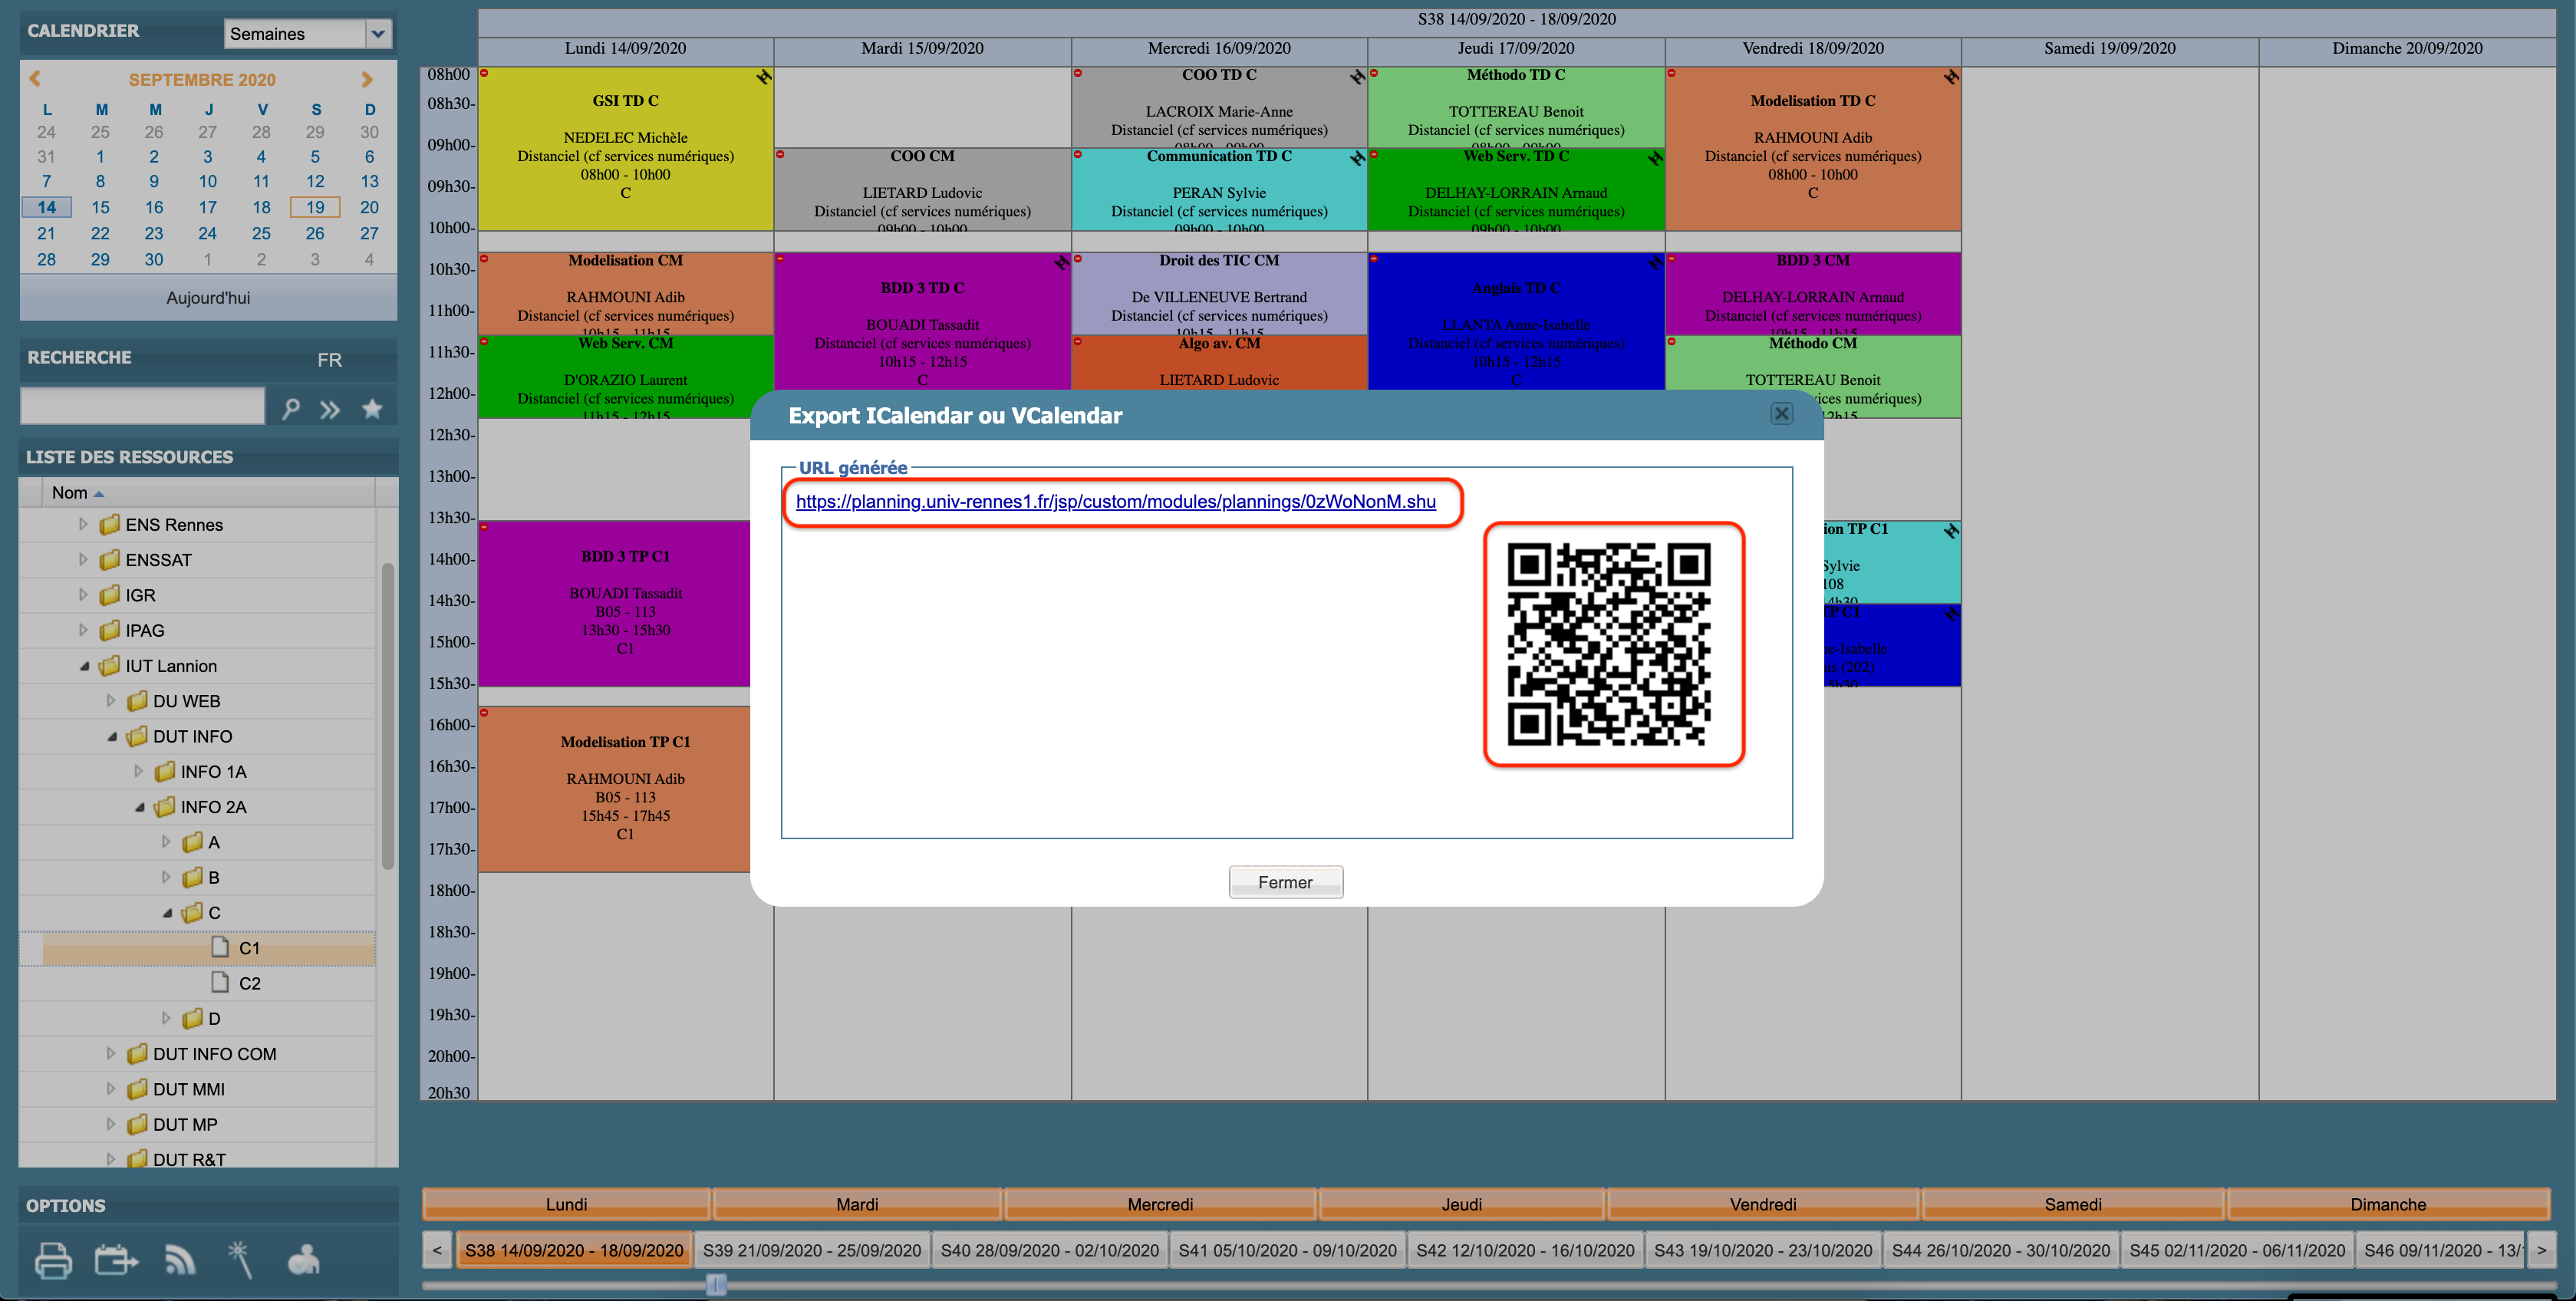 CALENDRIER
Semaines
SEPTEMBRE 2020
L M M J V S D
24 25 26 27 28 29 30
31 1 2 3 4 5 6
7 8 9 10 11 12 13
14 15 16 17 18 19 20
21 22 23 24 25 26 27
28 29 30 1 2 3 4
Aujourd'hui
RECHERCHE FR
LISTE DES RESSOURCES
Nom
ENS Rennes
ENSSAT
IGR
IPAG
IUT Lannion
DU WEB
DUT INFO
INFO 1A
INFO 2A
A
B
C
C1
C2
D
DUT INFO COM
DUT MMI
DUT MP
DUT R&T
OPTIONS
S38 14/09/2020 - 18/09/2020
Lundi 14/09/2020 Mardi 15/09/2020 Mercredi 16/09/2020 Jeudi 17/09/2020 Vendredi 18/09/2020 Samedi 19/09/2020 Dimanche 20/09/2020
08h00
08h30-
09h00-
09h30-
10h00-
10h30-
11h00-
11h30-
12h00-
12h30-
13h00-
13h30-
14h00-
14h30-
15h00-
15h30-
16h00-
16h30-
17h00-
17h30-
18h00-
18h30-
19h00-
19h30-
20h00-
20h30
GSI TD C
NEDELEC Michèle
Distanciel (cf services numériques)
08h00 - 10h00
C
Modelisation CM
RAHMOUNI Adib
Distanciel (cf services numériques)
10h15 - 11h15
Web Serv. CM
D'ORAZIO Laurent
Distanciel (cf services numériques)
11h15 - 12h15
BDD 3 TP C1
BOUADI Tassadit
B05 - 113
13h30 - 15h30
C1
Modelisation TP C1
RAHMOUNI Adib
B05 - 113
15h45 - 17h45
C1
COO CM
LIETARD Ludovic
Distanciel (cf services numériques)
09h00 - 10h00
BDD 3 TD C
BOUADI Tassadit
Distanciel (cf services numériques)
10h15 - 12h15
C
COO TD C
LACROIX Marie-Anne
Distanciel (cf services numériques)
08h00 - 09h00
Communication TD C
PERAN Sylvie
Distanciel (cf services numériques)
09h00 - 10h00
Droit des TIC CM
De VILLENEUVE Bertrand
Distanciel (cf services numériques)
10h15 - 11h15
Algo av. CM
LIETARD Ludovic
Méthodo TD C
TOTTEREAU Benoit
Distanciel (cf services numériques)
08h00 - 09h00
Web Serv. TD C
DELHAY-LORRAIN Arnaud
Distanciel (cf services numériques)
09h00 - 10h00
Anglais TD C
LLANTA Anne-Isabelle
Distanciel (cf services numériques)
10h15 - 12h15
C
Modelisation TD C
RAHMOUNI Adib
Distanciel (cf services numériques)
08h00 - 10h00
C
BDD 3 CM
DELHAY-LORRAIN Arnaud
Distanciel (cf services numériques)
10h15 - 11h15
Méthodo CM
TOTTEREAU Benoit
ices numériques)
12h15
ion TP C1
Sylvie
108
14h30
TP C1
ne-Isabelle
is (202)
5h30
Export ICalendar ou VCalendar
URL générée
https://planning.univ-rennes1.fr/jsp/custom/modules/plannings/0zWoNonM.shu
Fermer
Lundi Mardi Mercredi Jeudi Vendredi Samedi Dimanche
< S38 14/09/2020 - 18/09/2020 S39 21/09/2020 - 25/09/2020 S40 28/09/2020 - 02/10/2020 S41 05/10/2020 - 09/10/2020 S42 12/10/2020 - 16/10/2020 S43 19/10/2020 - 23/10/2020 S44 26/10/2020 - 30/10/2020 S45 02/11/2020 - 06/11/2020 S46 09/11/2020 - 13/ >